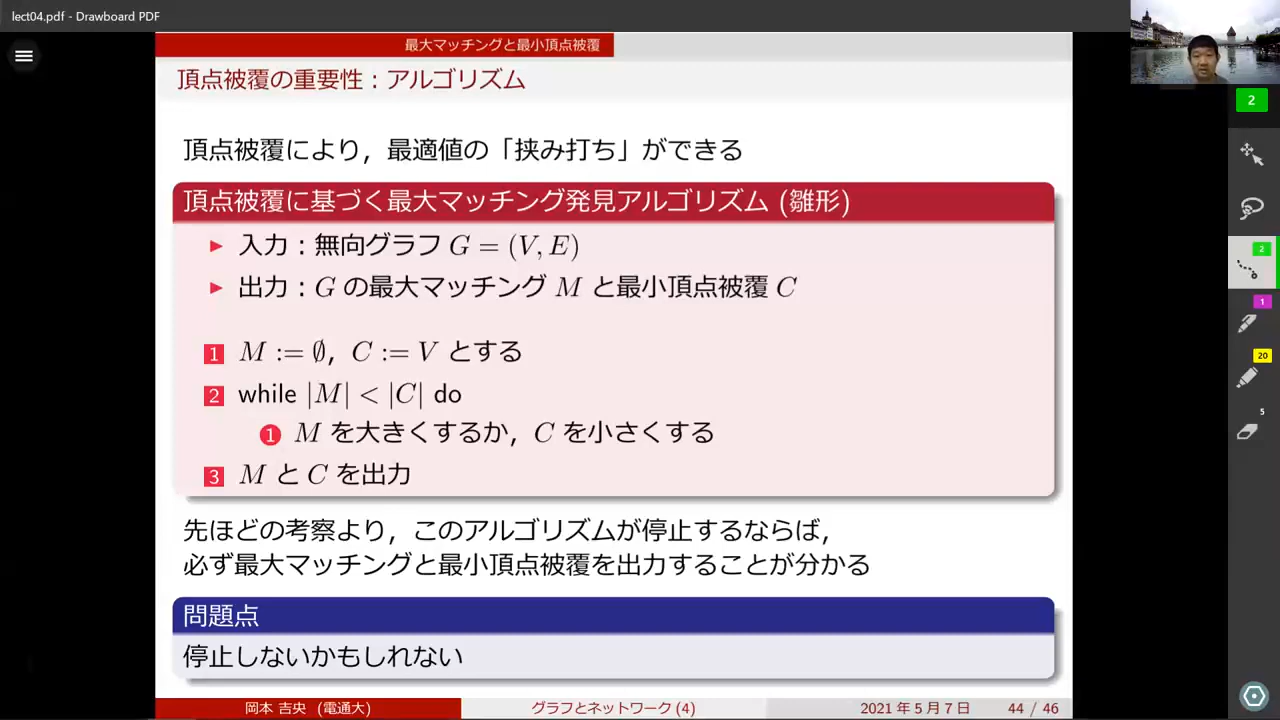 lect04.pdf - Drawboard PDF
最大マッチングと最小頂点被覆
頂点被覆の重要性：アルゴリズム
頂点被覆により，最適値の「挟み打ち」ができる
頂点被覆に基づく最大マッチング発見アルゴリズム (雛形)
▶ 入力：無向グラフ G = (V, E)
▶ 出力：G の最大マッチング M と最小頂点被覆 C
1 M := ∅，C := V とする
2 while |M| < |C| do
1 M を大きくするか，C を小さくする
3 M と C を出力
先ほどの考察より，このアルゴリズムが停止するならば，
必ず最大マッチングと最小頂点被覆を出力することが分かる
問題点
停止しないかもしれない
岡本 吉央 (電通大)
グラフとネットワーク (4)
2021 年 5 月 7 日
44 / 46
2
2
1
20
5